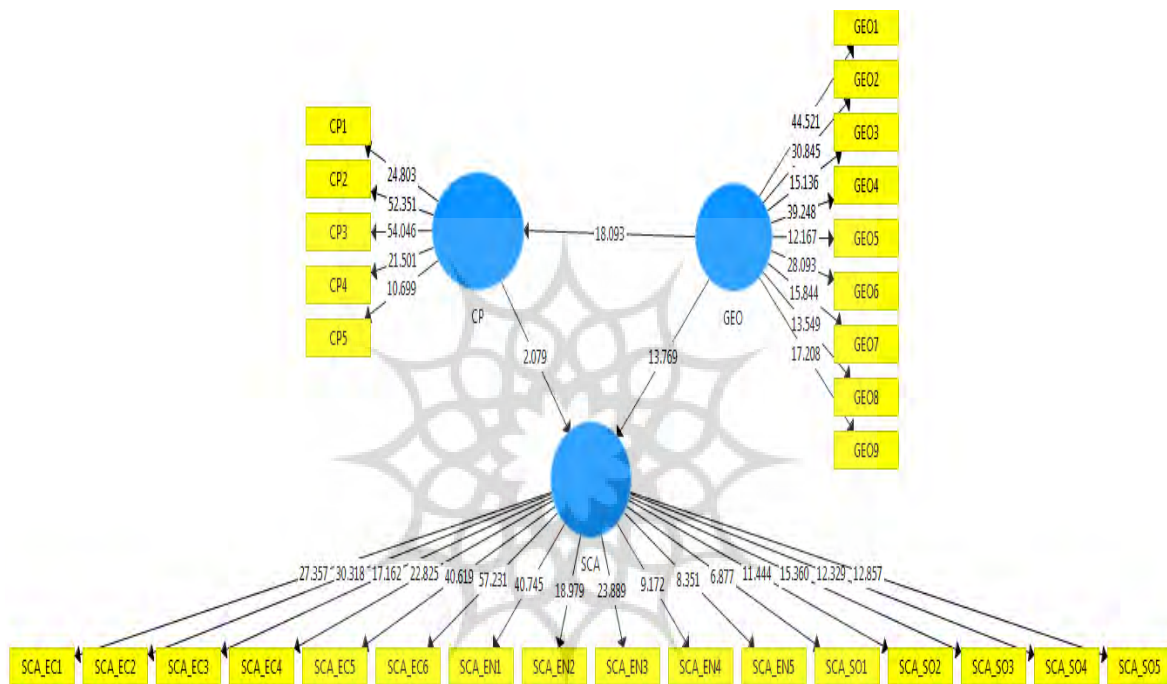 GEO1
GEO2
44.521
CP1
GEO3
30.845
24.803
15.136
CP2
GEO4
52.351
39.248
CP3
54.046
18.093
12.167
GEO5
21.501
28.093
CP4
GEO6
10.699
15.844
CP
GEO
13.549
CP5
GEO7
17.208
2.079
13.769
GEO8
GEO9
SCA
27.357 30.318 17.162 22.825 40.619 57.231 40.745 18.979 23.889 9.172 8.351 6.877 11.444 15.360 12.329 12.857
SCA_EC1 SCA_EC2 SCA_EC3 SCA_EC4 SCA_EC5 SCA_EC6 SCA_EN1 SCA_EN2 SCA_EN3 SCA_EN4 SCA_EN5 SCA_SO1 SCA_SO2 SCA_SO3 SCA_SO4 SCA_SO5